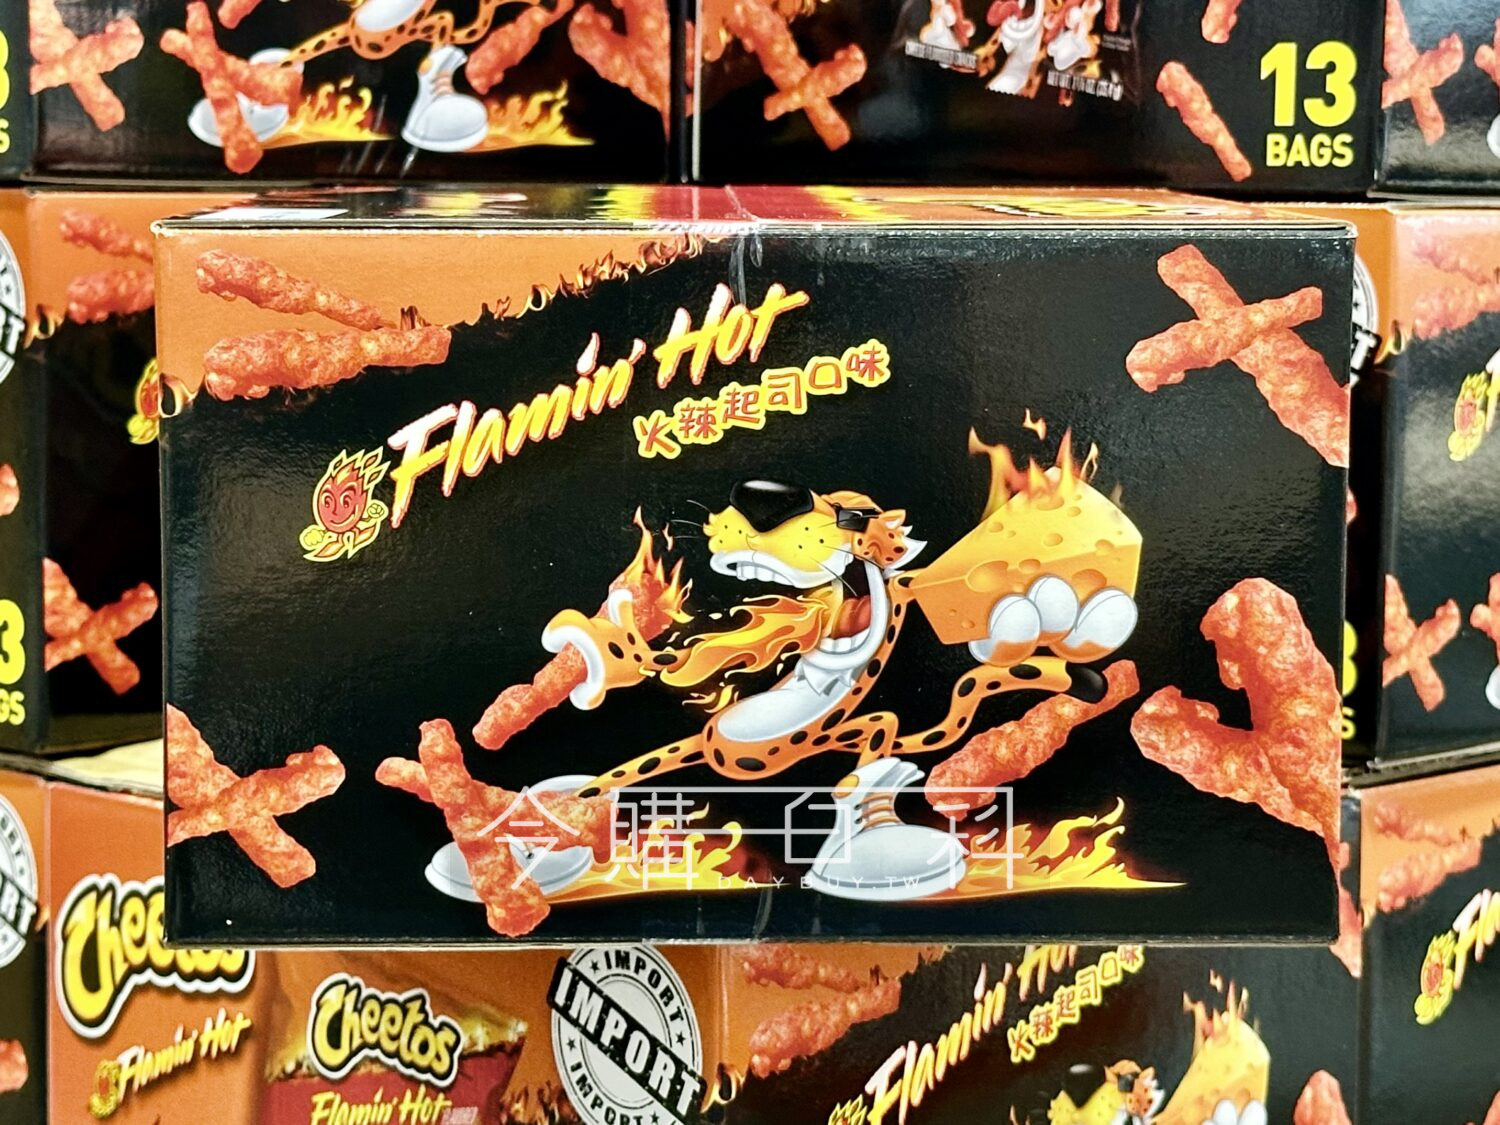 13
BAGS
Flamin' Hot
火辣起司口味
今購百科
DAYBUY.TW
Cheetos
Flamin' Hot
Cheetos
Flamin' Hot
IMPORT
IMPORT
IMPORT
Flamin' Hot
火辣起司口味